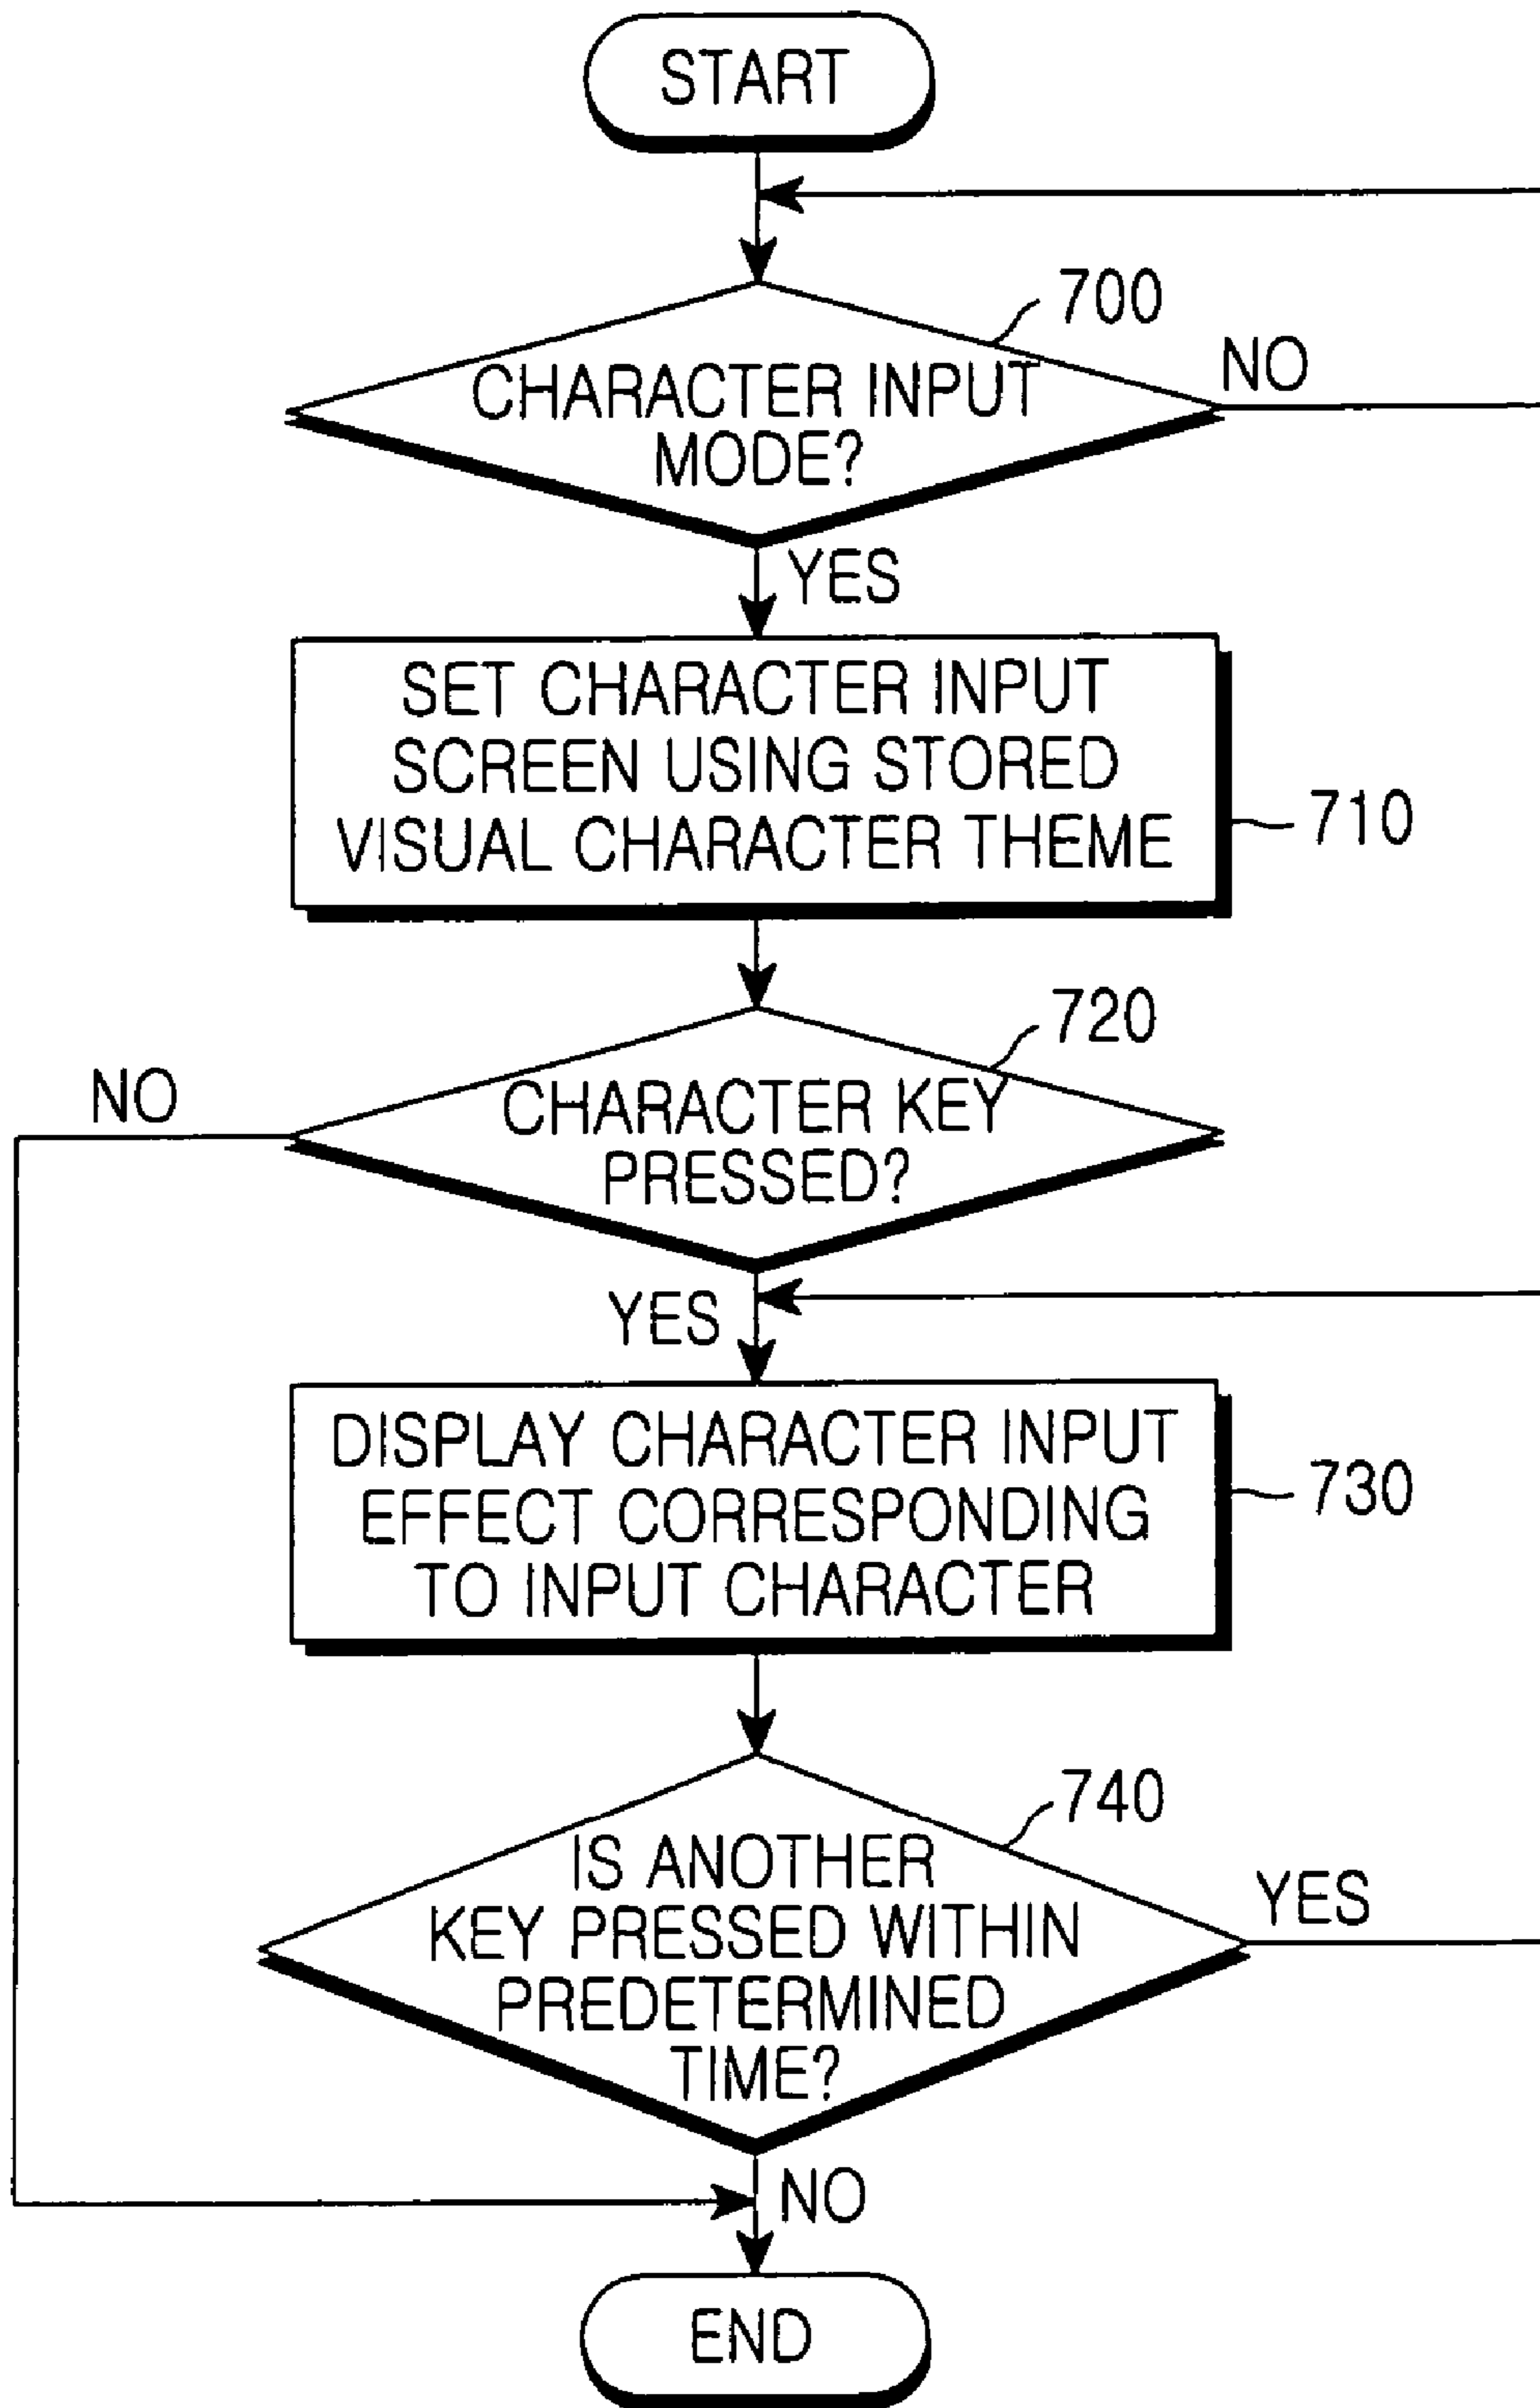 START
700
CHARACTER INPUT
MODE?
NO
YES
SET CHARACTER INPUT
SCREEN USING STORED
VISUAL CHARACTER THEME
710
720
NO
CHARACTER KEY
PRESSED?
YES
DISPLAY CHARACTER INPUT
EFFECT CORRESPONDING
TO INPUT CHARACTER
730
740
IS ANOTHER
KEY PRESSED WITHIN
PREDETERMINED
TIME?
YES
NO
END